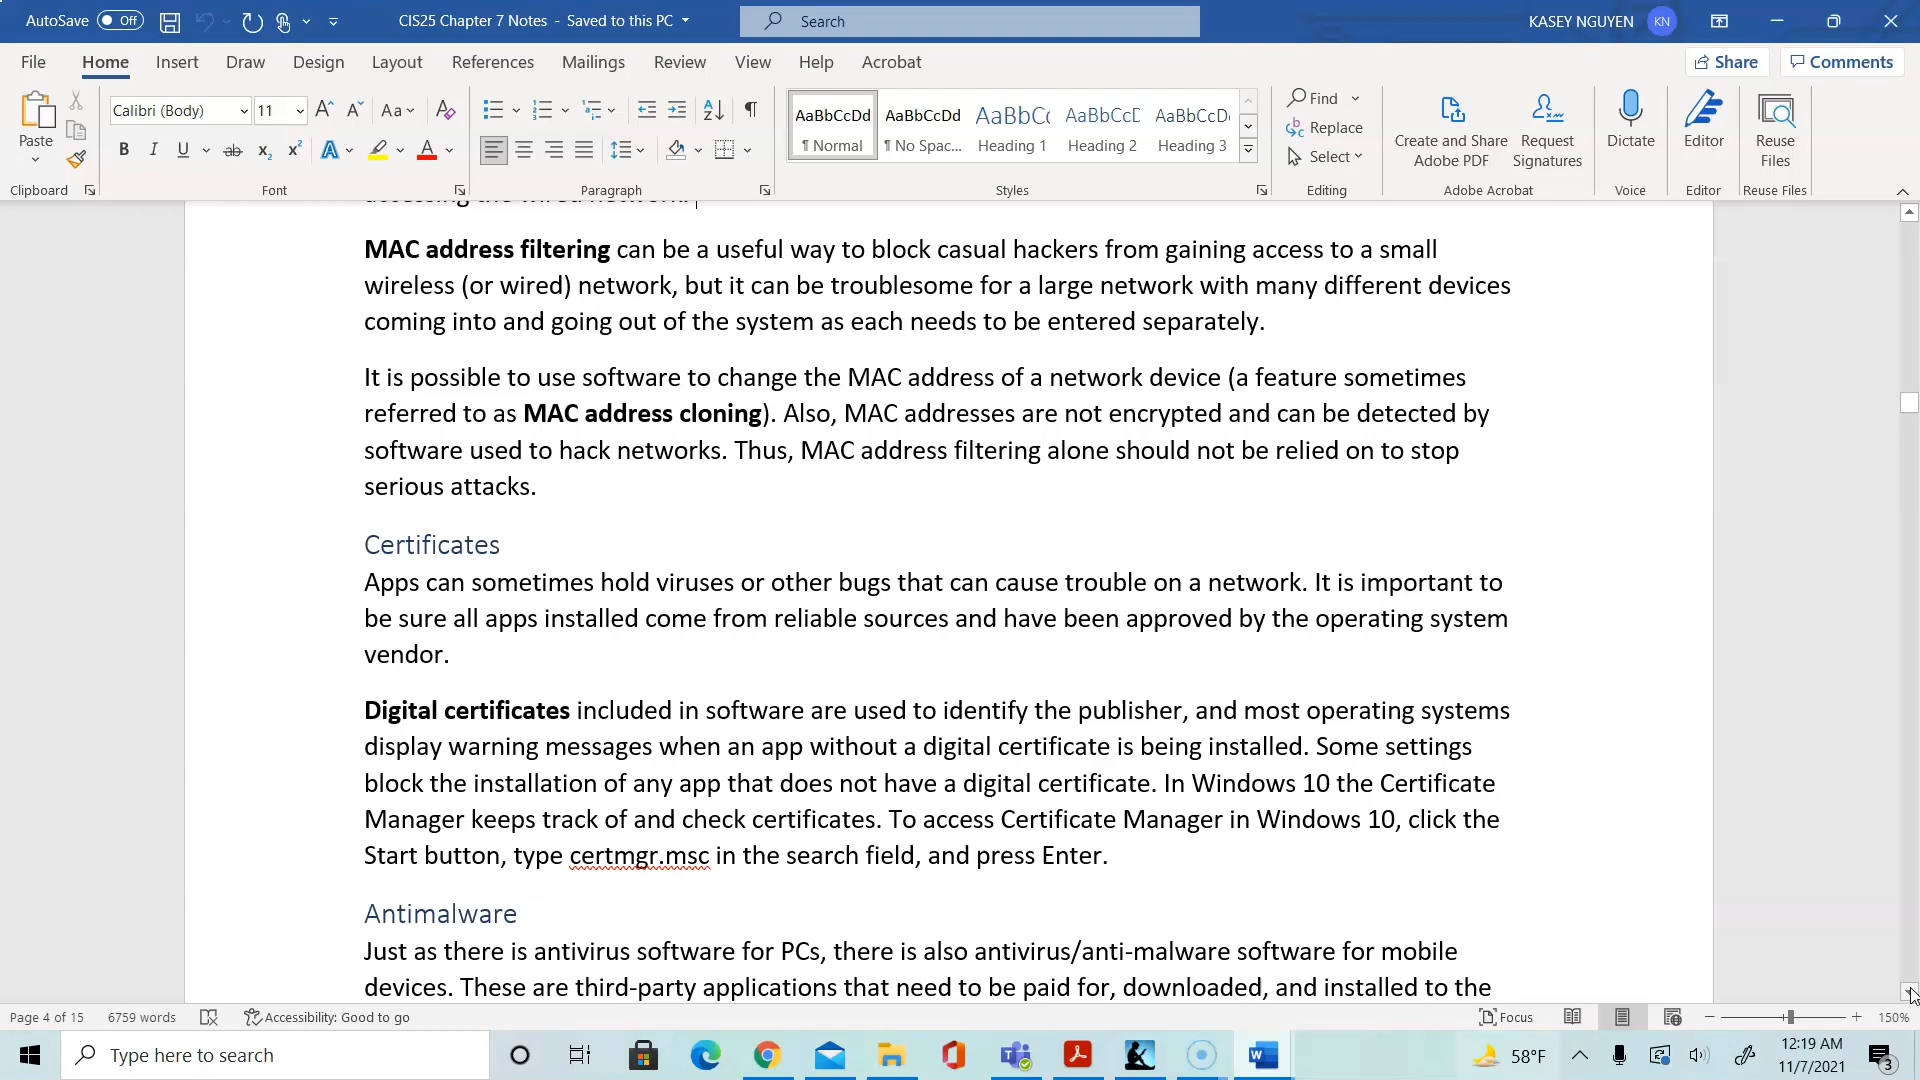 AutoSave Off CIS25 Chapter 7 Notes - Saved to this PC Search KASEY NGUYEN KN
File Home Insert Draw Design Layout References Mailings Review View Help Acrobat Share Comments
Calibri (Body) 11 Aa AaBbCcDd AaBbCcDd AaBbCc AaBbCcD AaBbCcD Find
Paste Replace Create and Share Request Dictate Editor Reuse
B I U ab x₂ x² A A ¶ Normal ¶ No Spac... Heading 1 Heading 2 Heading 3 Select Adobe PDF Signatures Files
Clipboard Font Paragraph Styles Editing Adobe Acrobat Voice Editor Reuse Files
accessing the wired network.
MAC address filtering can be a useful way to block casual hackers from gaining access to a small
wireless (or wired) network, but it can be troublesome for a large network with many different devices
coming into and going out of the system as each needs to be entered separately.
It is possible to use software to change the MAC address of a network device (a feature sometimes
referred to as MAC address cloning). Also, MAC addresses are not encrypted and can be detected by
software used to hack networks. Thus, MAC address filtering alone should not be relied on to stop
serious attacks.
Certificates
Apps can sometimes hold viruses or other bugs that can cause trouble on a network. It is important to
be sure all apps installed come from reliable sources and have been approved by the operating system
vendor.
Digital certificates included in software are used to identify the publisher, and most operating systems
display warning messages when an app without a digital certificate is being installed. Some settings
block the installation of any app that does not have a digital certificate. In Windows 10 the Certificate
Manager keeps track of and check certificates. To access Certificate Manager in Windows 10, click the
Start button, type certmgr.msc in the search field, and press Enter.
Antimalware
Just as there is antivirus software for PCs, there is also antivirus/anti-malware software for mobile
devices. These are third-party applications that need to be paid for, downloaded, and installed to the
Page 4 of 15 6759 words Accessibility: Good to go Focus 150%
Type here to search 58°F 12:19 AM
11/7/2021 3